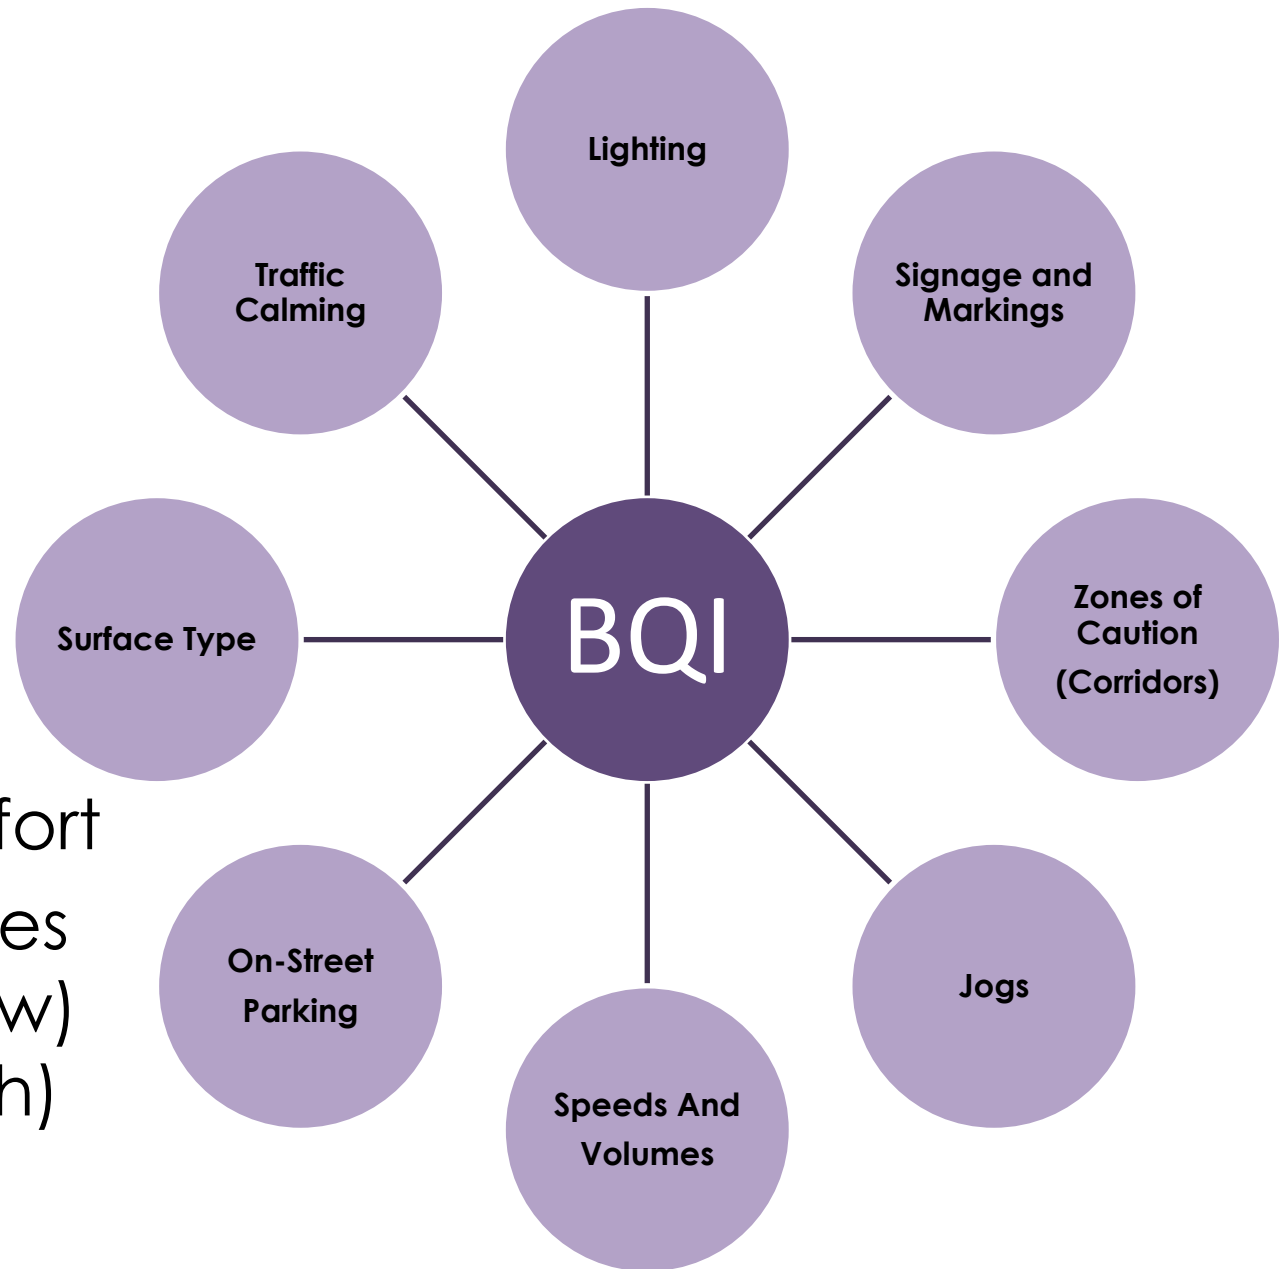 Lighting
Signage and
Markings
Zones of
Caution
(Corridors)
Jogs
Speeds And
Volumes
On-Street
Parking
Surface Type
Traffic
Calming
BQI
fort
es
w)
h)